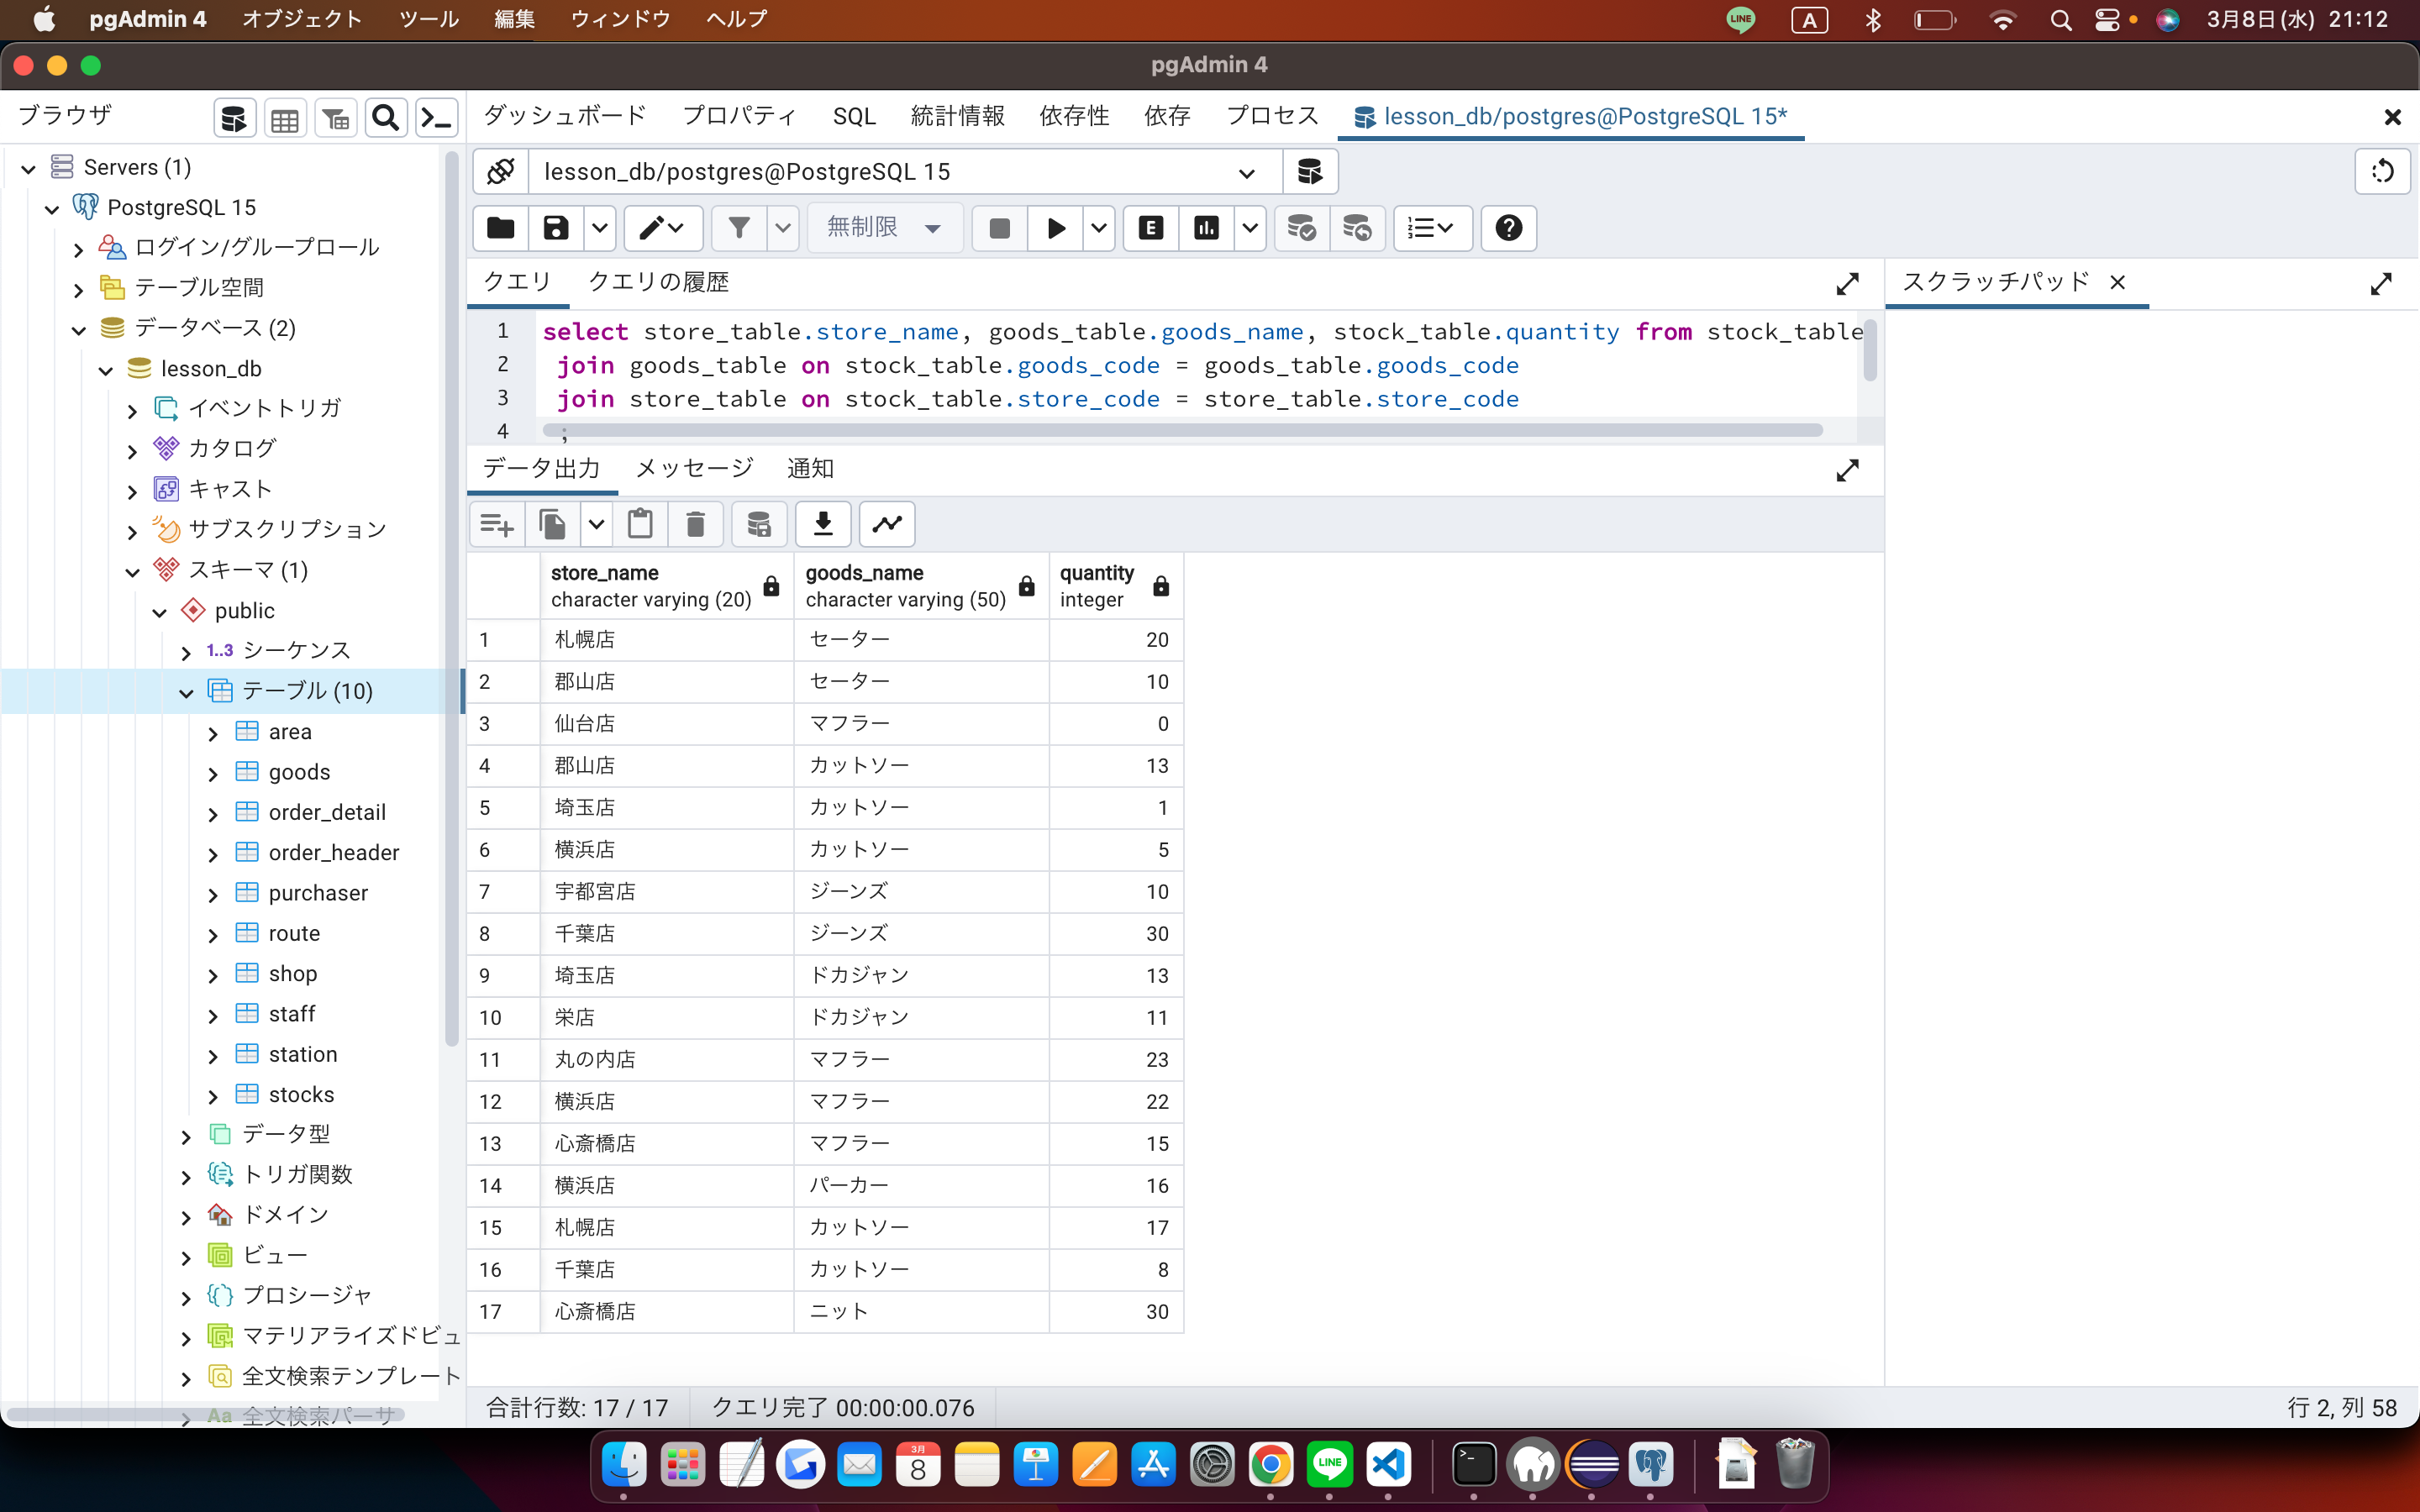 pgAdmin 4 オブジェクト ツール 編集 ウィンドウ ヘルプ LINE A 3月8日(水) 21:12
pgAdmin 4
ブラウザ
ダッシュボード プロパティ SQL 統計情報 依存性 依存 プロセス lesson_db/postgres@PostgreSQL 15*
Servers (1)
PostgreSQL 15
ログイン/グループロール
テーブル空間
データベース (2)
lesson_db
イベントトリガ
カタログ
キャスト
サブスクリプション
スキーマ (1)
public
1..3 シーケンス
テーブル (10)
area
goods
order_detail
order_header
purchaser
route
shop
staff
station
stocks
データ型
トリガ関数
ドメイン
ビュー
プロシージャ
マテリアライズドビュ
全文検索テンプレート
Aa 全文検索パーサ
lesson_db/postgres@PostgreSQL 15
無制限 E
クエリ クエリの履歴
スクラッチパッド
1 select store_table.store_name, goods_table.goods_name, stock_table.quantity from stock_table
2 join goods_table on stock_table.goods_code = goods_table.goods_code
3 join store_table on stock_table.store_code = store_table.store_code
4 ;
データ出力 メッセージ 通知
store_name goods_name quantity
character varying (20) character varying (50) integer
1 札幌店 セーター 20
2 郡山店 セーター 10
3 仙台店 マフラー 0
4 郡山店 カットソー 13
5 埼玉店 カットソー 1
6 横浜店 カットソー 5
7 宇都宮店 ジーンズ 10
8 千葉店 ジーンズ 30
9 埼玉店 ドカジャン 13
10 栄店 ドカジャン 11
11 丸の内店 マフラー 23
12 横浜店 マフラー 22
13 心斎橋店 マフラー 15
14 横浜店 パーカー 16
15 札幌店 カットソー 17
16 千葉店 カットソー 8
17 心斎橋店 ニット 30
合計行数: 17 / 17 クエリ完了 00:00:00.076 行 2, 列 58
3月
8
LINE